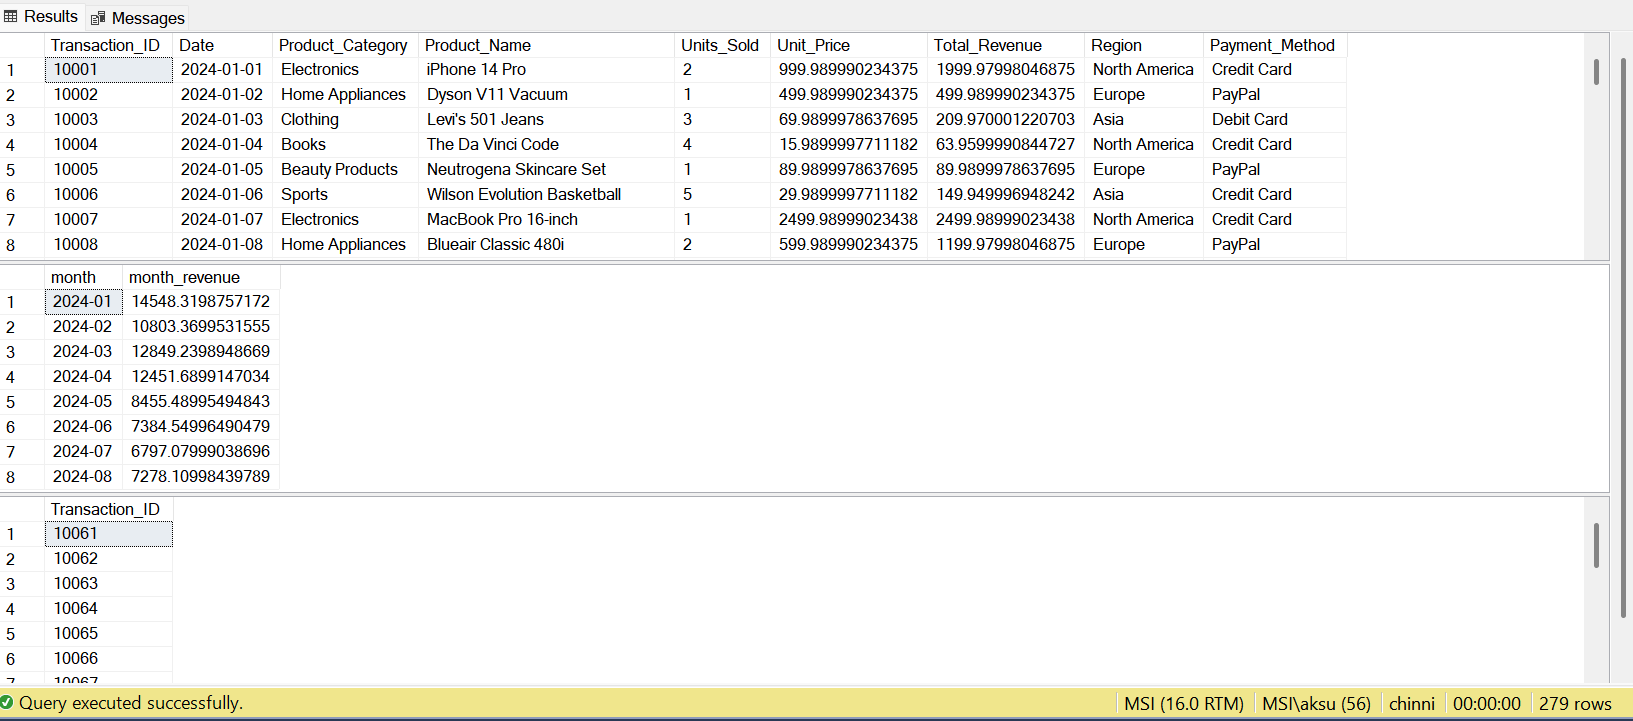 Results Messages
Transaction_ID Date Product_Category Product_Name Units_Sold Unit_Price Total_Revenue Region Payment_Method
1 10001 2024-01-01 Electronics iPhone 14 Pro 2 999.989990234375 1999.97998046875 North America Credit Card
2 10002 2024-01-02 Home Appliances Dyson V11 Vacuum 1 499.989990234375 499.989990234375 Europe PayPal
3 10003 2024-01-03 Clothing Levi's 501 Jeans 3 69.9899978637695 209.970001220703 Asia Debit Card
4 10004 2024-01-04 Books The Da Vinci Code 4 15.9899997711182 63.9599990844727 North America Credit Card
5 10005 2024-01-05 Beauty Products Neutrogena Skincare Set 1 89.9899978637695 89.9899978637695 Europe PayPal
6 10006 2024-01-06 Sports Wilson Evolution Basketball 5 29.9899997711182 149.949996948242 Asia Credit Card
7 10007 2024-01-07 Electronics MacBook Pro 16-inch 1 2499.98999023438 2499.98999023438 North America Credit Card
8 10008 2024-01-08 Home Appliances Blueair Classic 480i 2 599.989990234375 1199.97998046875 Europe PayPal
month month_revenue
1 2024-01 14548.3198757172
2 2024-02 10803.3699531555
3 2024-03 12849.2398948669
4 2024-04 12451.6899147034
5 2024-05 8455.48995494843
6 2024-06 7384.54996490479
7 2024-07 6797.07999038696
8 2024-08 7278.10998439789
Transaction_ID
1 10061
2 10062
3 10063
4 10064
5 10065
6 10066
7 10067
Query executed successfully. MSI (16.0 RTM) MSI\aksu (56) chinni 00:00:00 279 rows